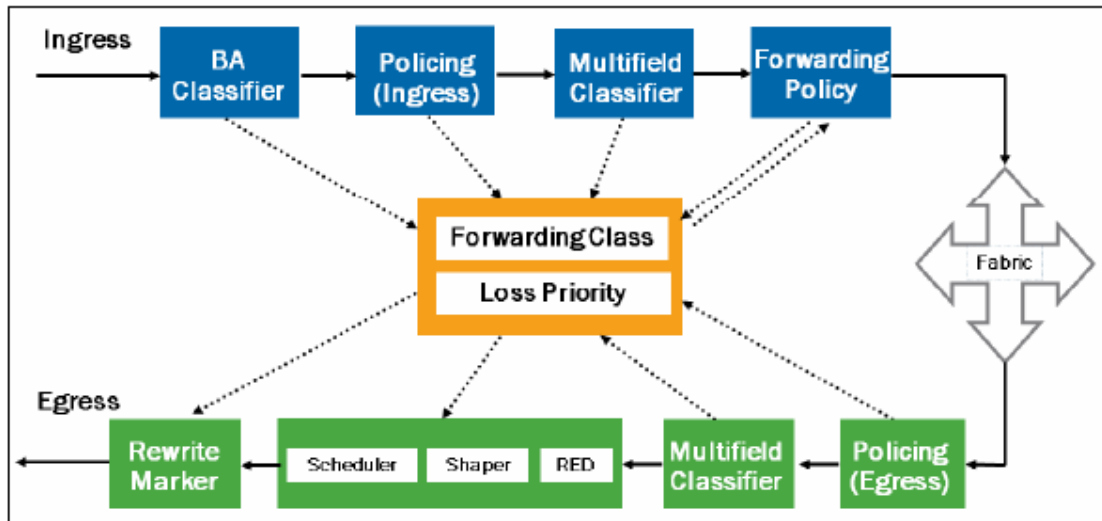 Ingress
BA
Classifier
Policing
(Ingress)
Multifield
Classifier
Forwarding
Policy
Forwarding Class
Loss Priority
Fabric
Egress
Rewrite
Marker
Scheduler
Shaper
RED
Multifield
Classifier
Policing
(Egress)